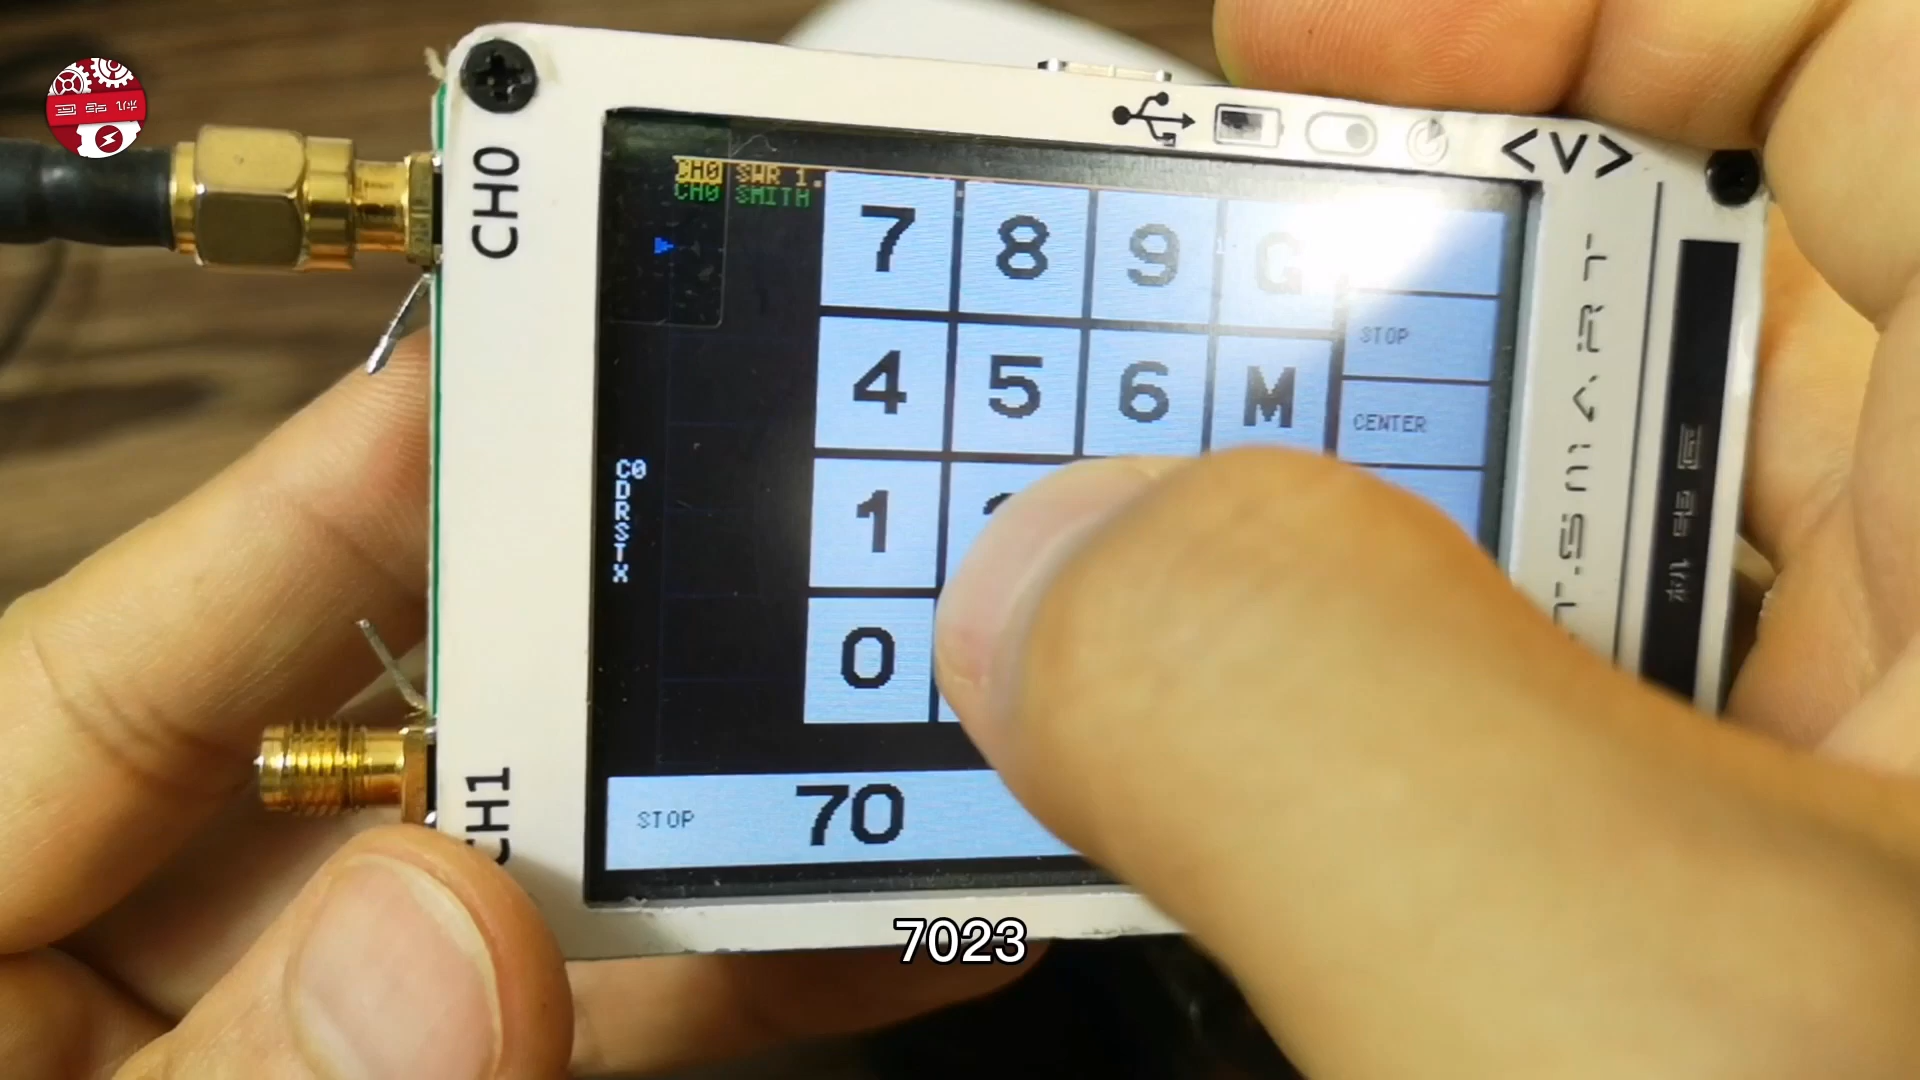 CH0
<V>
CH0 SWR 1.
CH0 SMITH
7 8 9 G
STOP
4 5 6 M
CENTER
C0
D
R
S
T
X
1
0
CH1
STOP 70
7023